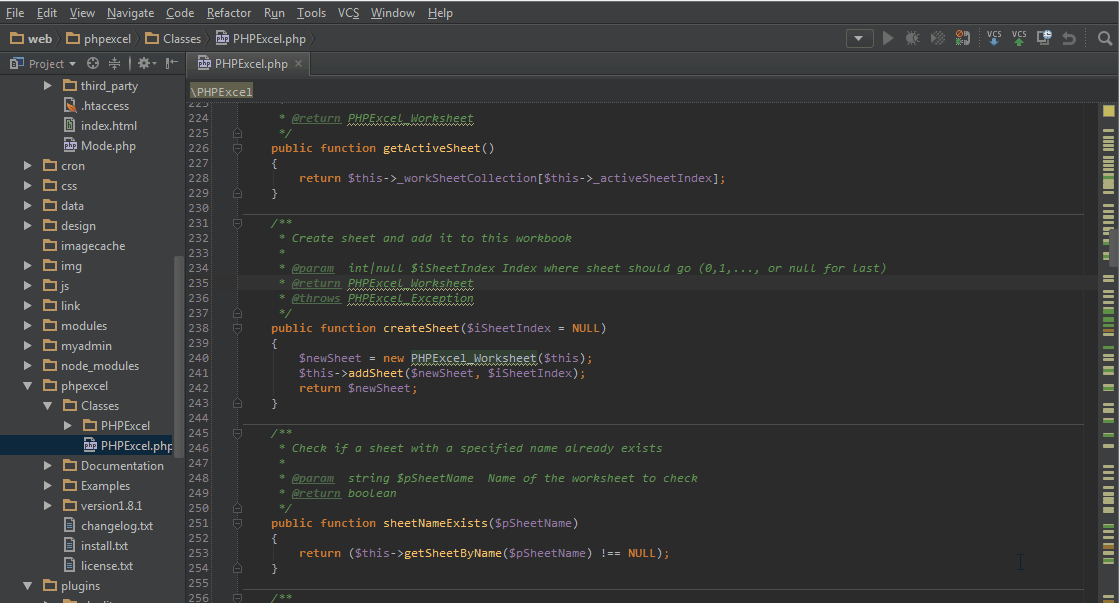 File Edit View Navigate Code Refactor Run Tools VCS Window Help
web phpexcel Classes PHPExcel.php VCS VCS
Project PHPExcel.php ×
third_party
.htaccess
index.html
Mode.php
cron
css
data
design
imagecache
img
js
link
modules
myadmin
node_modules
phpexcel
Classes
PHPExcel
PHPExcel.php
Documentation
Examples
version1.8.1
changelog.txt
install.txt
license.txt
plugins
\PHPExcel
223 *
224 * @return PHPExcel_Worksheet
225 */
226 public function getActiveSheet()
227 {
228 return $this->_workSheetCollection[$this->_activeSheetIndex];
229 }
230
231 /**
232 * Create sheet and add it to this workbook
233 *
234 * @param int|null $iSheetIndex Index where sheet should go (0,1,..., or null for last)
235 * @return PHPExcel_Worksheet
236 * @throws PHPExcel_Exception
237 */
238 public function createSheet($iSheetIndex = NULL)
239 {
240 $newSheet = new PHPExcel_Worksheet($this);
241 $this->addSheet($newSheet, $iSheetIndex);
242 return $newSheet;
243 }
244
245 /**
246 * Check if a sheet with a specified name already exists
247 *
248 * @param string $pSheetName Name of the worksheet to check
249 * @return boolean
250 */
251 public function sheetNameExists($pSheetName)
252 {
253 return ($this->getSheetByName($pSheetName) !== NULL);
254 }
255
256 /**